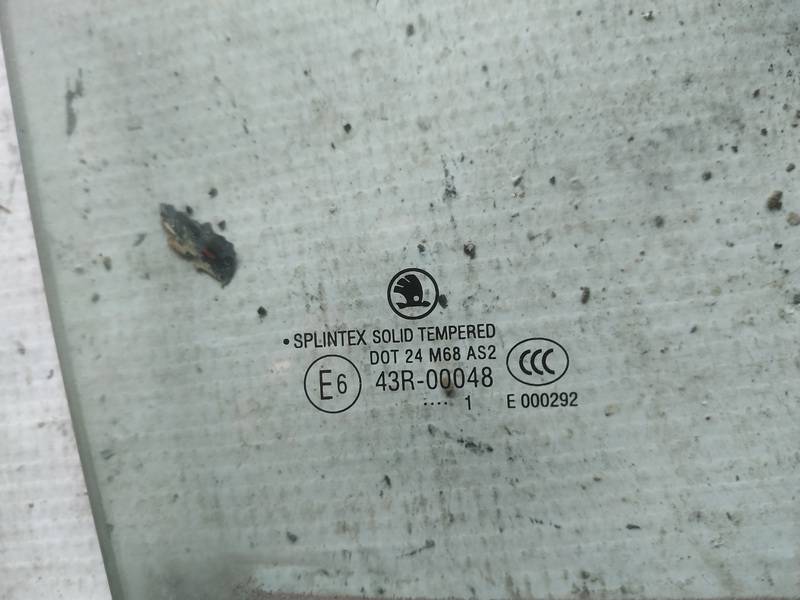 • SPLINTEX SOLID TEMPERED
DOT 24 M68 AS2
E6 43R-00048 CCC
.... 1 E 000292